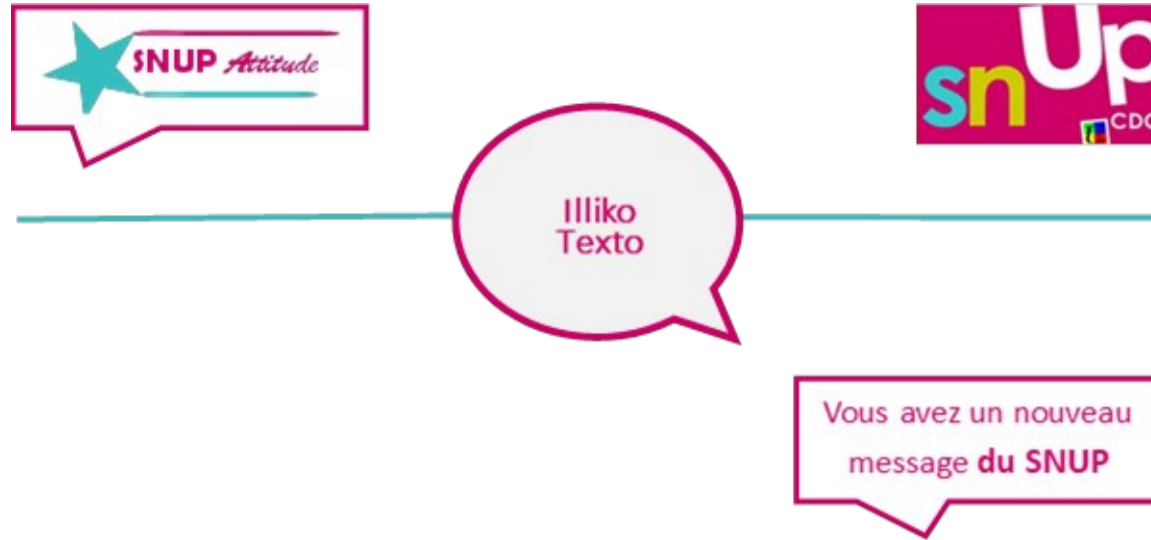 SNUP Attitude
snUp
CDC
Illiko
Texto
Vous avez un nouveau
message du SNUP